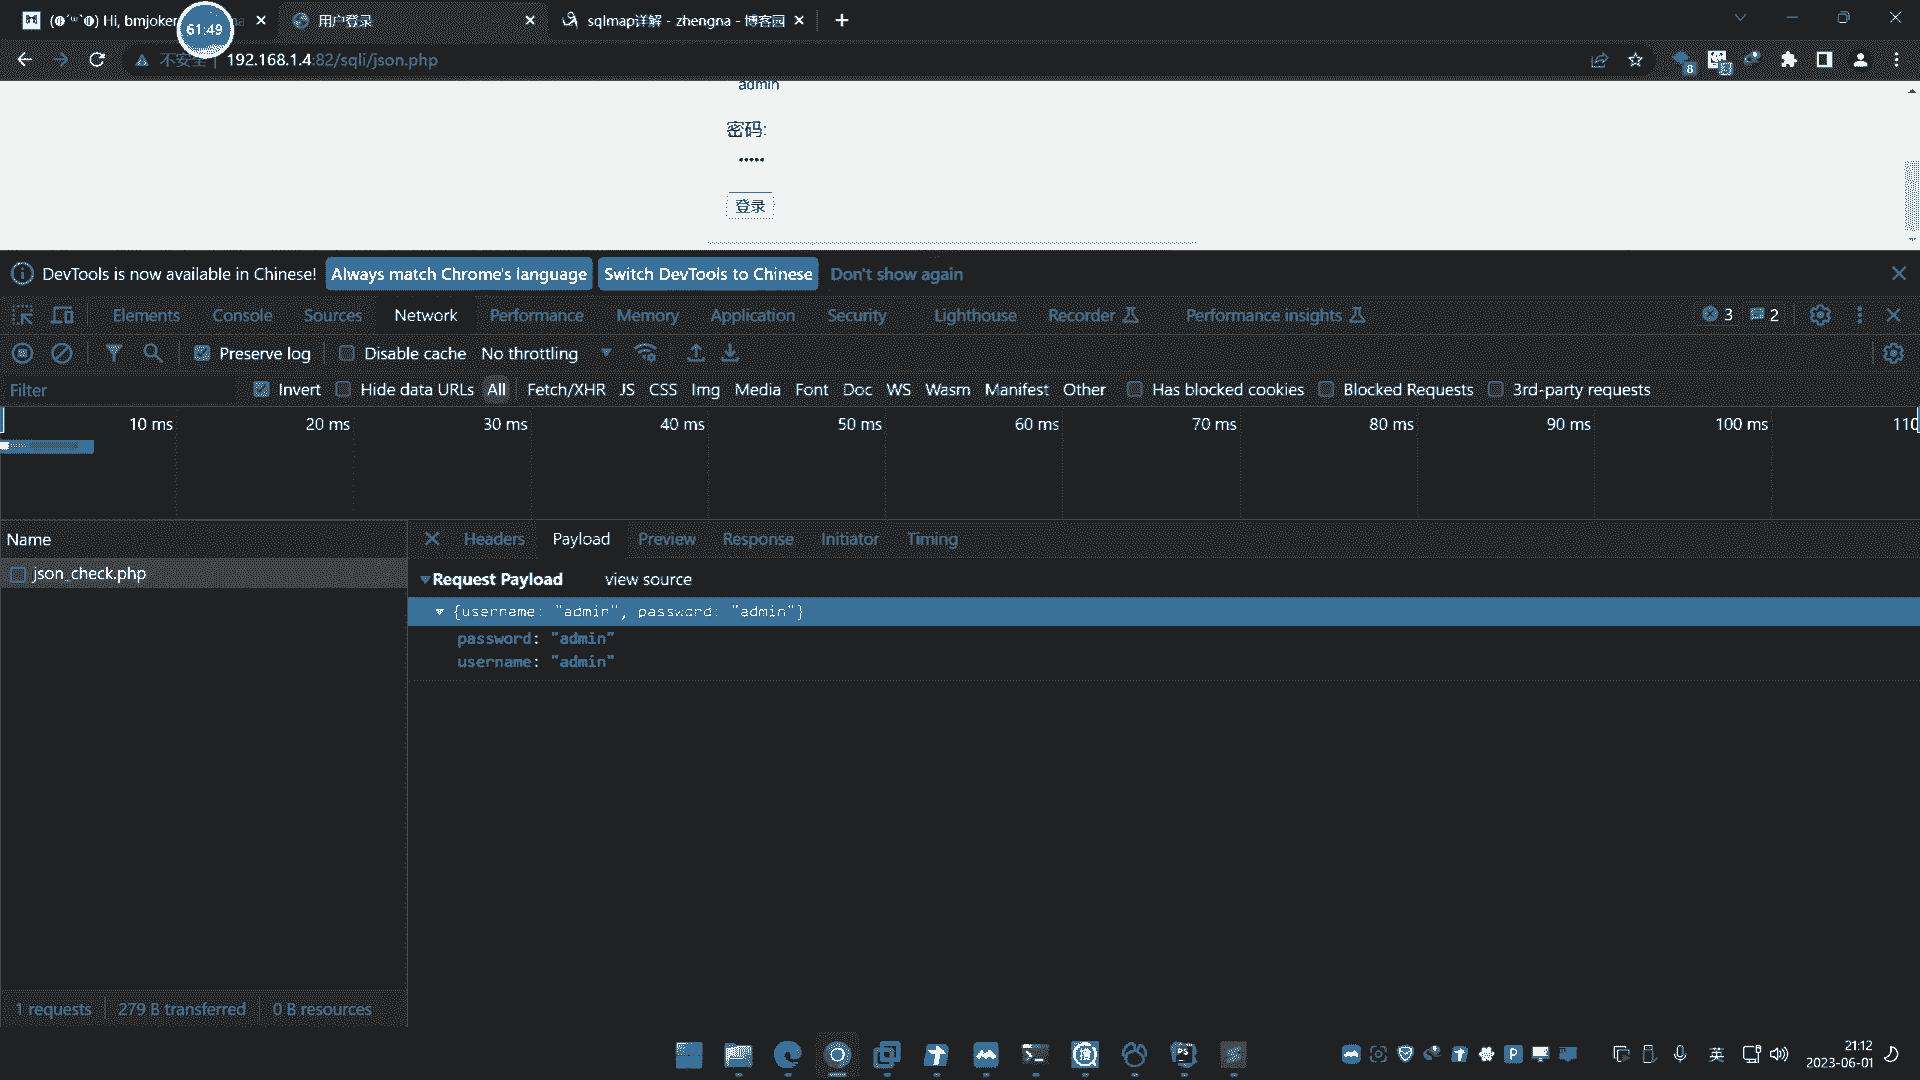 Hi, bmjoker
用户登录
sqlmap详解 - zhengna - 博客园
61:49
不安全
192.168.1.4:82/sqli/json.php
8
admin
密码:
•••••
登录
DevTools is now available in Chinese!
Always match Chrome's language
Switch DevTools to Chinese
Don't show again
Elements
Console
Sources
Network
Performance
Memory
Application
Security
Lighthouse
Recorder
Performance insights
3
2
Preserve log
Disable cache
No throttling
Filter
Invert
Hide data URLs
All
Fetch/XHR
JS
CSS
Img
Media
Font
Doc
WS
Wasm
Manifest
Other
Has blocked cookies
Blocked Requests
3rd-party requests
10 ms
20 ms
30 ms
40 ms
50 ms
60 ms
70 ms
80 ms
90 ms
100 ms
110
Name
Headers
Payload
Preview
Response
Initiator
Timing
json_check.php
Request Payload
view source
{username: "admin", password: "admin"}
password: "admin"
username: "admin"
1 requests
279 B transferred
0 B resources
PS
P
英
21:12
2023-06-01